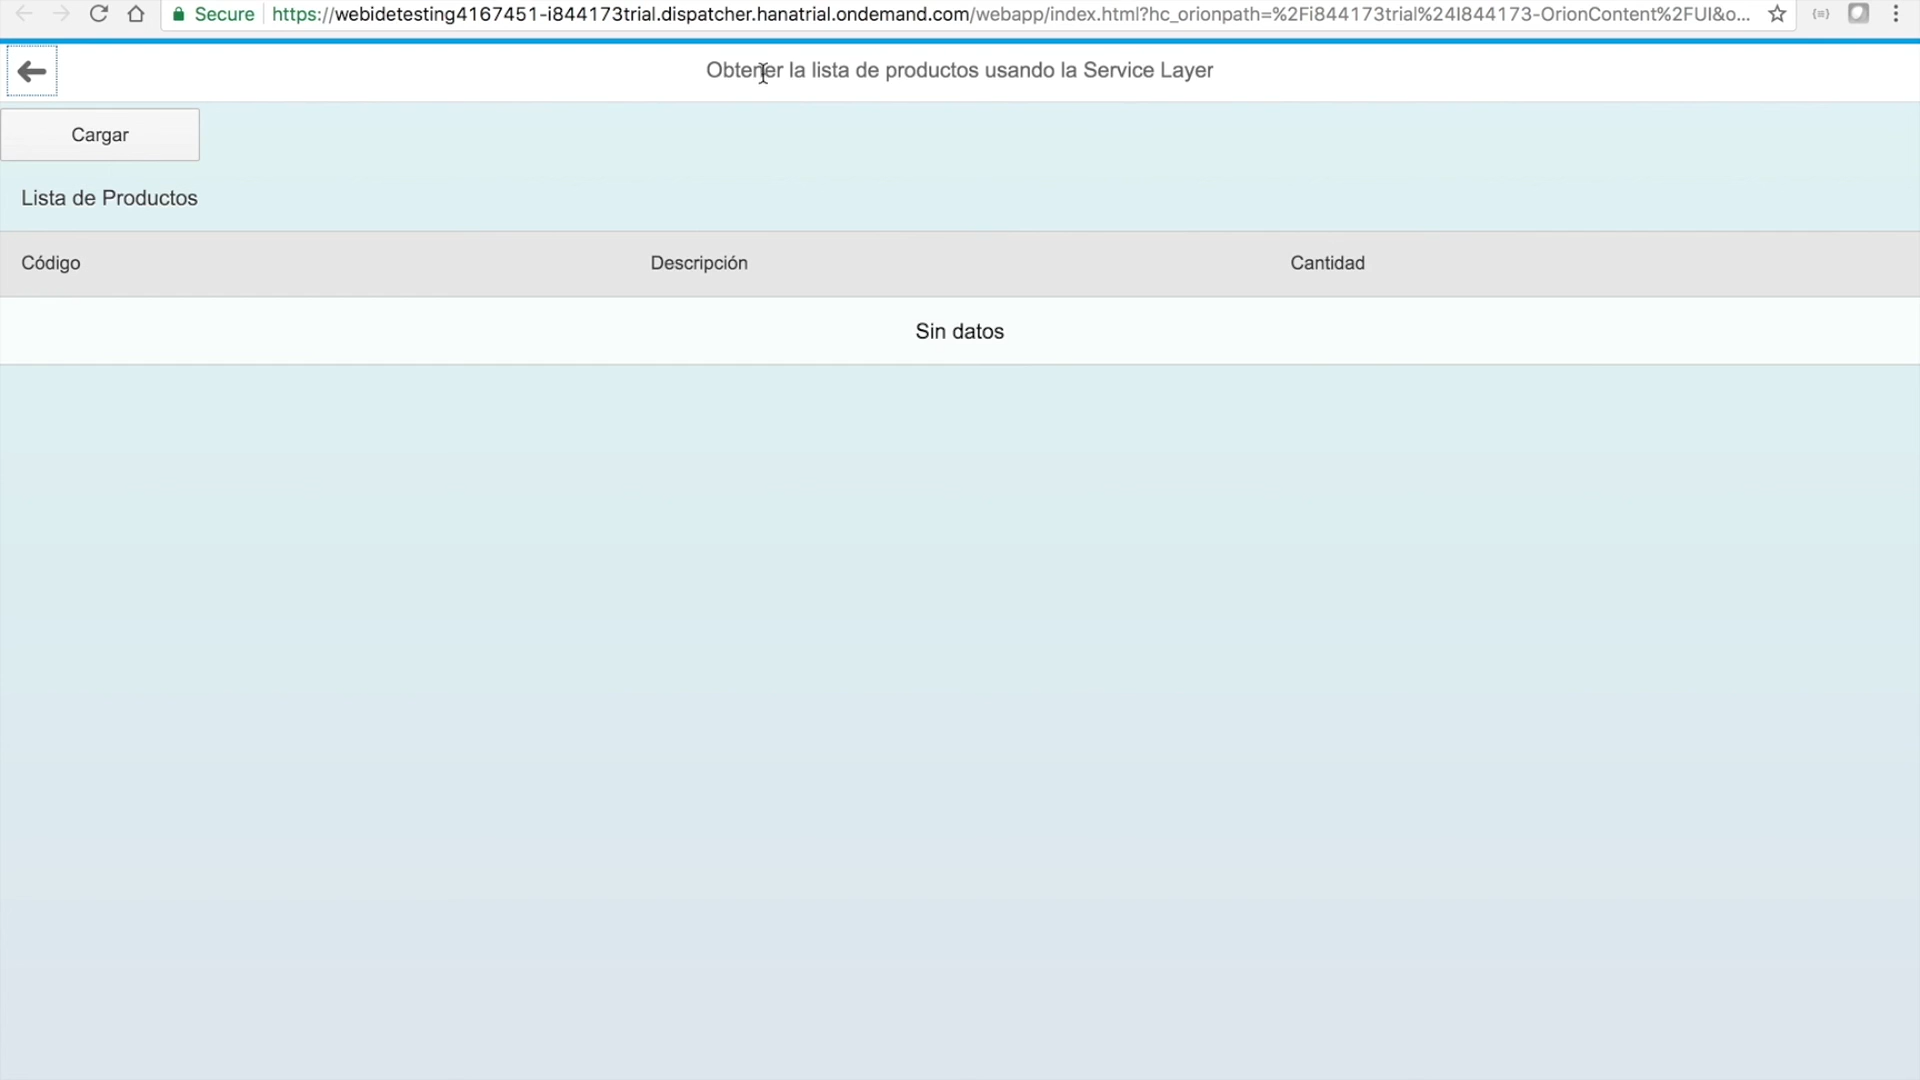 Secure https://webidetesting4167451-i844173trial.dispatcher.hanatrial.ondemand.com/webapp/index.html?hc_orionpath=%2Fi844173trial%24I844173-OrionContent%2FUI&o...
Obtener la lista de productos usando la Service Layer
Cargar
Lista de Productos
Código Descripción Cantidad
Sin datos